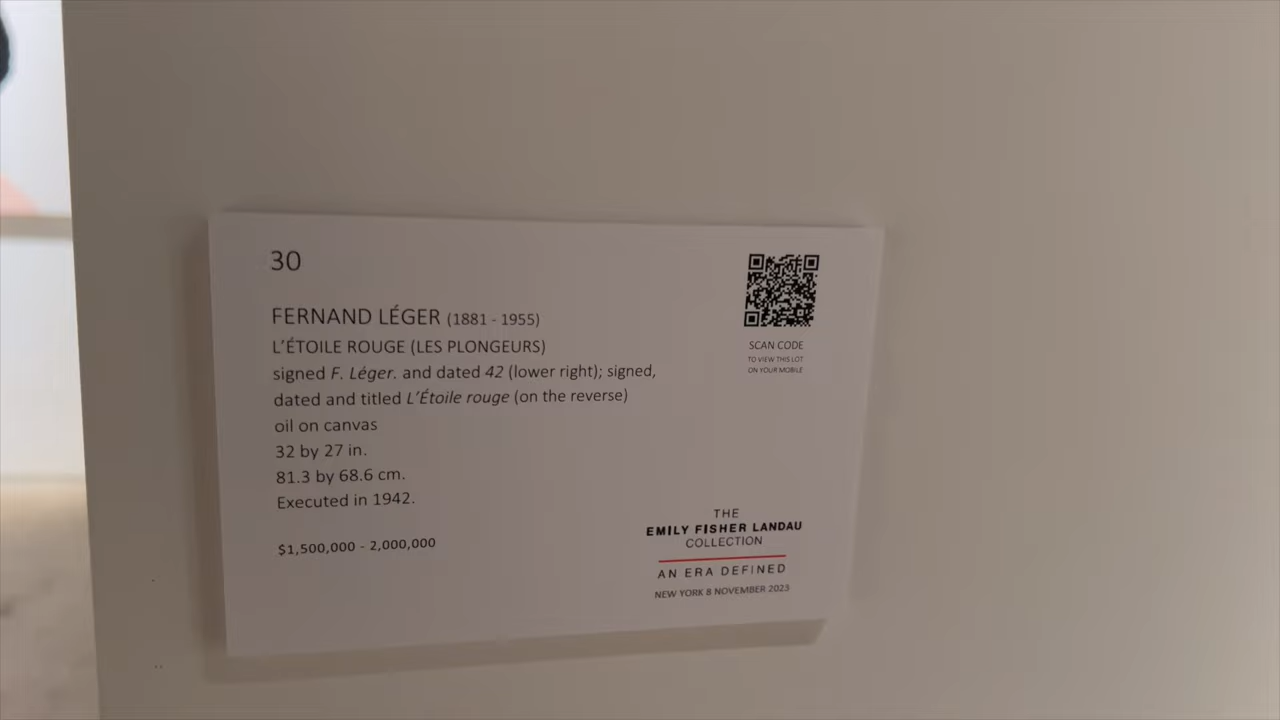 30
FERNAND LÉGER (1881 - 1955)
L'ÉTOILE ROUGE (LES PLONGEURS)
signed F. Léger. and dated 42 (lower right); signed,
dated and titled L'Étoile rouge (on the reverse)
oil on canvas
32 by 27 in.
81.3 by 68.6 cm.
Executed in 1942.
$1,500,000 - 2,000,000
SCAN CODE
TO VIEW THIS LOT
ON YOUR MOBILE
THE
EMILY FISHER LANDAU
COLLECTION
AN ERA DEFINED
NEW YORK 8 NOVEMBER 2023